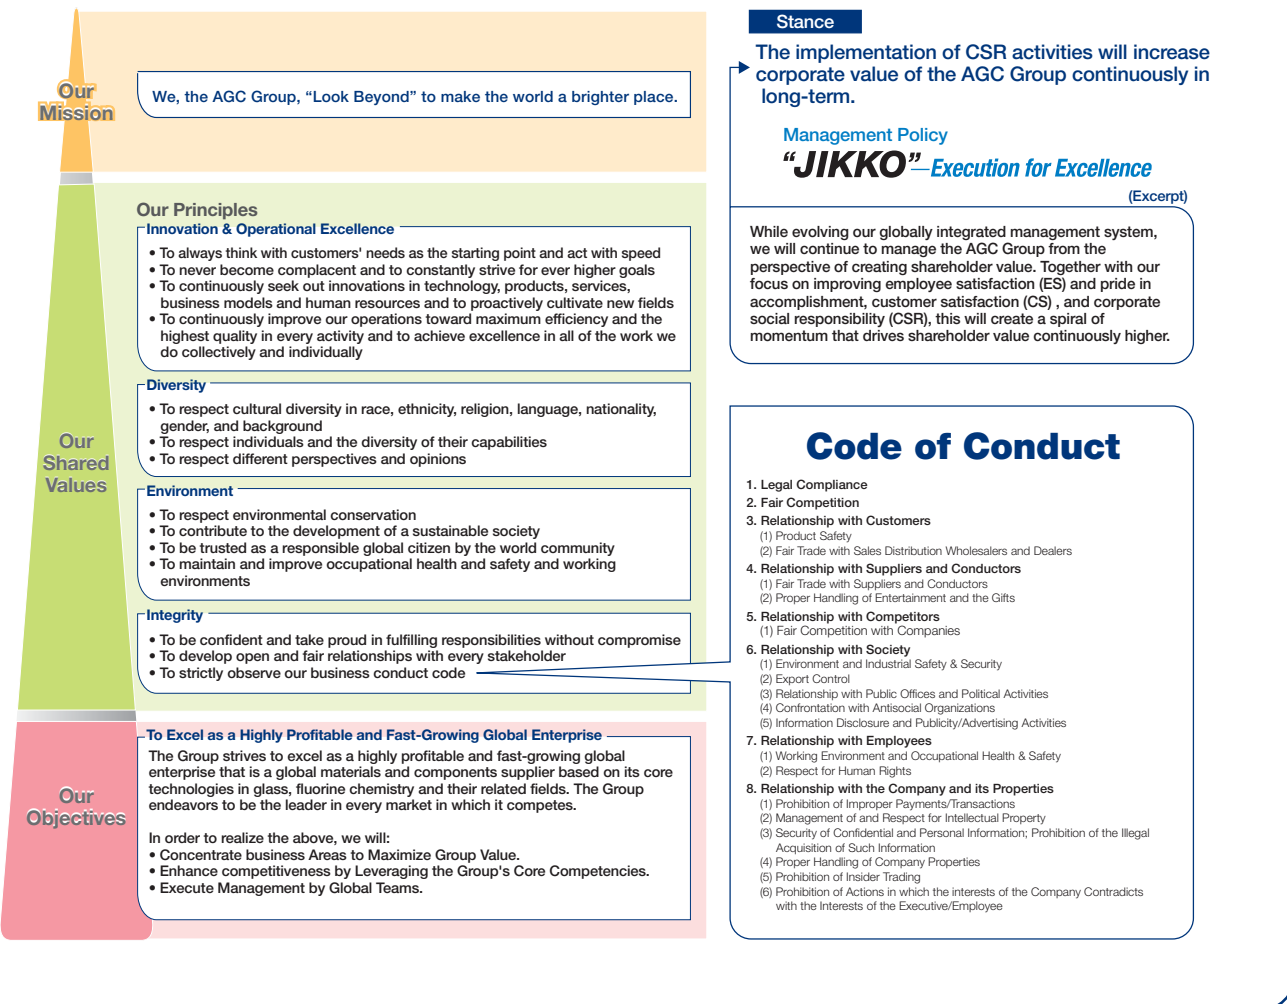 Our
Mission
We, the AGC Group, “Look Beyond” to make the world a brighter place.
Our
Shared
Values
Our Principles
Innovation & Operational Excellence
• To always think with customers' needs as the starting point and act with speed
• To never become complacent and to constantly strive for ever higher goals
• To continuously seek out innovations in technology, products, services,
business models and human resources and to proactively cultivate new fields
• To continuously improve our operations toward maximum efficiency and the
highest quality in every activity and to achieve excellence in all of the work we
do collectively and individually
Diversity
• To respect cultural diversity in race, ethnicity, religion, language, nationality,
gender, and background
• To respect individuals and the diversity of their capabilities
• To respect different perspectives and opinions
Environment
• To respect environmental conservation
• To contribute to the development of a sustainable society
• To be trusted as a responsible global citizen by the world community
• To maintain and improve occupational health and safety and working
environments
Integrity
• To be confident and take proud in fulfilling responsibilities without compromise
• To develop open and fair relationships with every stakeholder
• To strictly observe our business conduct code
Our
Objectives
To Excel as a Highly Profitable and Fast-Growing Global Enterprise
The Group strives to excel as a highly profitable and fast-growing global
enterprise that is a global materials and components supplier based on its core
technologies in glass, fluorine chemistry and their related fields. The Group
endeavors to be the leader in every market in which it competes.
In order to realize the above, we will:
• Concentrate business Areas to Maximize Group Value.
• Enhance competitiveness by Leveraging the Group's Core Competencies.
• Execute Management by Global Teams.
Stance
The implementation of CSR activities will increase
corporate value of the AGC Group continuously in
long-term.
Management Policy
“JIKKO”—Execution for Excellence
(Excerpt)
While evolving our globally integrated management system,
we will continue to manage the AGC Group from the
perspective of creating shareholder value. Together with our
focus on improving employee satisfaction (ES) and pride in
accomplishment, customer satisfaction (CS) , and corporate
social responsibility (CSR), this will create a spiral of
momentum that drives shareholder value continuously higher.
Code of Conduct
1. Legal Compliance
2. Fair Competition
3. Relationship with Customers
(1) Product Safety
(2) Fair Trade with Sales Distribution Wholesalers and Dealers
4. Relationship with Suppliers and Conductors
(1) Fair Trade with Suppliers and Conductors
(2) Proper Handling of Entertainment and the Gifts
5. Relationship with Competitors
(1) Fair Competition with Companies
6. Relationship with Society
(1) Environment and Industrial Safety & Security
(2) Export Control
(3) Relationship with Public Offices and Political Activities
(4) Confrontation with Antisocial Organizations
(5) Information Disclosure and Publicity/Advertising Activities
7. Relationship with Employees
(1) Working Environment and Occupational Health & Safety
(2) Respect for Human Rights
8. Relationship with the Company and its Properties
(1) Prohibition of Improper Payments/Transactions
(2) Management of and Respect for Intellectual Property
(3) Security of Confidential and Personal Information; Prohibition of the Illegal
Acquisition of Such Information
(4) Proper Handling of Company Properties
(5) Prohibition of Insider Trading
(6) Prohibition of Actions in which the interests of the Company Contradicts
with the Interests of the Executive/Employee